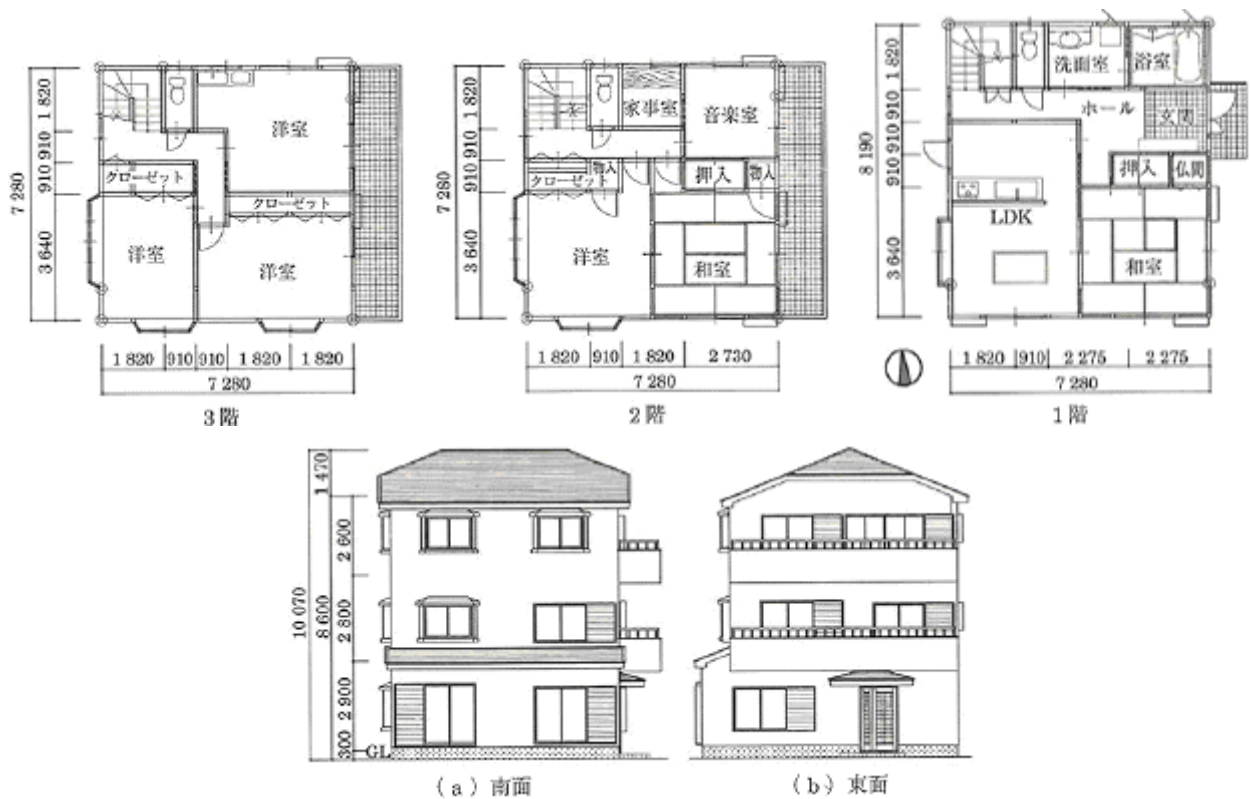 洋室
クローゼット
クローゼット
洋室
洋室
1 820
910
910
3 640
7 280
1 820
910
910
1 820
1 820
7 280
3階
家事室
音楽室
クローゼット
物入
押入
物入
洋室
和室
1 820
910
910
3 640
7 280
1 820
910
1 820
2 730
7 280
2階
洗面室
浴室
ホール
玄関
押入
仏間
LDK
和室
1 820
910
910
910
3 640
8 190
1 820
910
2 275
2 275
7 280
1階
1 470
2 600
2 800
2 900
300
8 600
10 070
GL
(a) 南面
(b) 東面